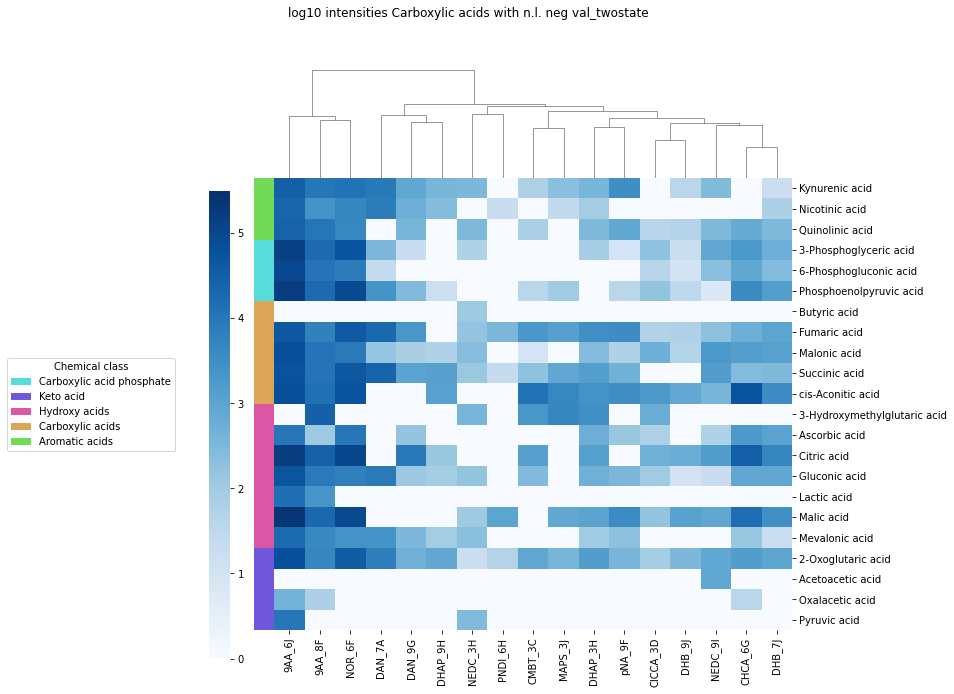 log10 intensities Carboxylic acids with n.l. neg val_twostate
Kynurenic acid
Nicotinic acid
Quinolinic acid
3-Phosphoglyceric acid
6-Phosphogluconic acid
Phosphoenolpyruvic acid
Butyric acid
Fumaric acid
Malonic acid
Succinic acid
cis-Aconitic acid
3-Hydroxymethylglutaric acid
Ascorbic acid
Citric acid
Gluconic acid
Lactic acid
Malic acid
Mevalonic acid
2-Oxoglutaric acid
Acetoacetic acid
Oxalacetic acid
Pyruvic acid
5
4
3
2
1
0
Chemical class
Carboxylic acid phosphate
Keto acid
Hydroxy acids
Carboxylic acids
Aromatic acids
9AA_6J
9AA_8F
NOR_6F
DAN_7A
DAN_9G
DHAP_9H
NEDC_3H
PNDI_6H
CMBT_3C
MAPS_3J
DHAP_3H
pNA_9F
ClCCA_3D
DHB_9J
NEDC_9I
CHCA_6G
DHB_7J